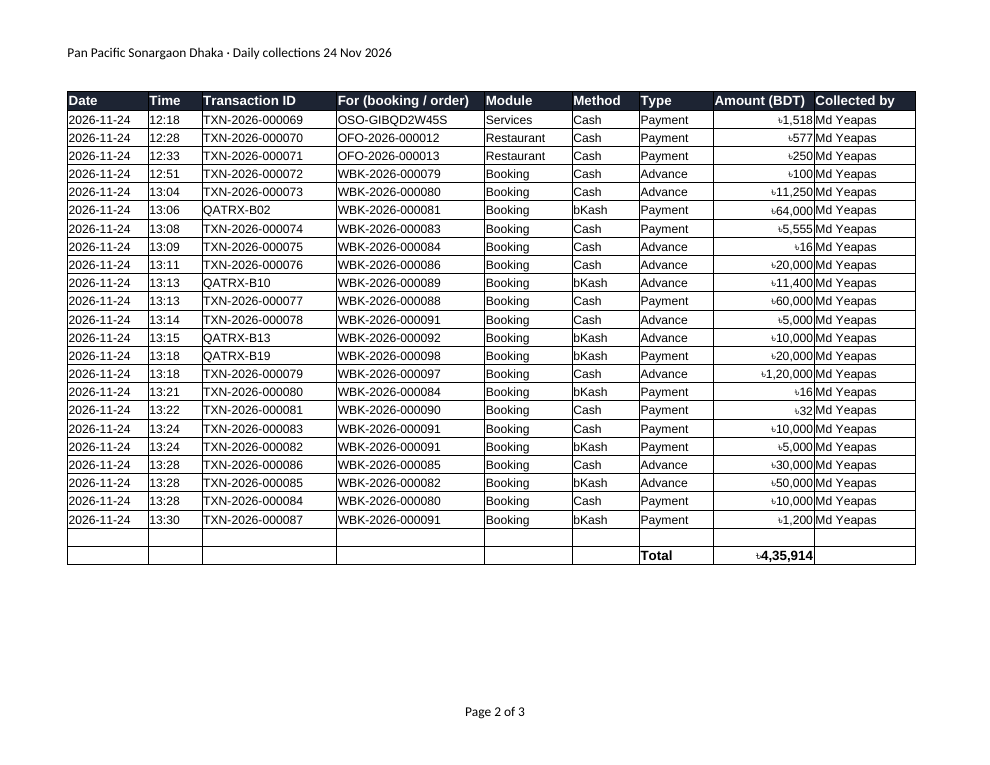 Pan Pacific Sonargaon Dhaka · Daily collections 24 Nov 2026
Date Time Transaction ID For (booking / order) Module Method Type Amount (BDT) Collected by
2026-11-24 12:18 TXN-2026-000069 OSO-GIBQD2W45S Services Cash Payment ৳1,518 Md Yeapas
2026-11-24 12:28 TXN-2026-000070 OFO-2026-000012 Restaurant Cash Payment ৳577 Md Yeapas
2026-11-24 12:33 TXN-2026-000071 OFO-2026-000013 Restaurant Cash Payment ৳250 Md Yeapas
2026-11-24 12:51 TXN-2026-000072 WBK-2026-000079 Booking Cash Advance ৳100 Md Yeapas
2026-11-24 13:04 TXN-2026-000073 WBK-2026-000080 Booking Cash Advance ৳11,250 Md Yeapas
2026-11-24 13:06 QATRX-B02 WBK-2026-000081 Booking bKash Payment ৳64,000 Md Yeapas
2026-11-24 13:08 TXN-2026-000074 WBK-2026-000083 Booking Cash Payment ৳5,555 Md Yeapas
2026-11-24 13:09 TXN-2026-000075 WBK-2026-000084 Booking Cash Advance ৳16 Md Yeapas
2026-11-24 13:11 TXN-2026-000076 WBK-2026-000086 Booking Cash Advance ৳20,000 Md Yeapas
2026-11-24 13:13 QATRX-B10 WBK-2026-000089 Booking bKash Advance ৳11,400 Md Yeapas
2026-11-24 13:13 TXN-2026-000077 WBK-2026-000088 Booking Cash Payment ৳60,000 Md Yeapas
2026-11-24 13:14 TXN-2026-000078 WBK-2026-000091 Booking Cash Advance ৳5,000 Md Yeapas
2026-11-24 13:15 QATRX-B13 WBK-2026-000092 Booking bKash Advance ৳10,000 Md Yeapas
2026-11-24 13:18 QATRX-B19 WBK-2026-000098 Booking bKash Payment ৳20,000 Md Yeapas
2026-11-24 13:18 TXN-2026-000079 WBK-2026-000097 Booking Cash Advance ৳1,20,000 Md Yeapas
2026-11-24 13:21 TXN-2026-000080 WBK-2026-000084 Booking bKash Payment ৳16 Md Yeapas
2026-11-24 13:22 TXN-2026-000081 WBK-2026-000090 Booking Cash Payment ৳32 Md Yeapas
2026-11-24 13:24 TXN-2026-000083 WBK-2026-000091 Booking Cash Payment ৳10,000 Md Yeapas
2026-11-24 13:24 TXN-2026-000082 WBK-2026-000091 Booking bKash Payment ৳5,000 Md Yeapas
2026-11-24 13:28 TXN-2026-000086 WBK-2026-000085 Booking Cash Advance ৳30,000 Md Yeapas
2026-11-24 13:28 TXN-2026-000085 WBK-2026-000082 Booking bKash Advance ৳50,000 Md Yeapas
2026-11-24 13:28 TXN-2026-000084 WBK-2026-000080 Booking Cash Payment ৳10,000 Md Yeapas
2026-11-24 13:30 TXN-2026-000087 WBK-2026-000091 Booking bKash Payment ৳1,200 Md Yeapas
Total ৳4,35,914
Page 2 of 3